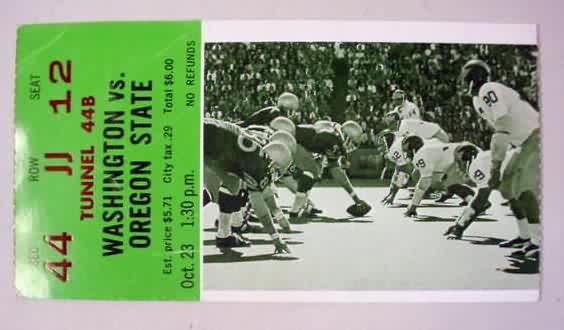 SEC ROW SEAT
44 JJ 12
TUNNEL 44B
WASHINGTON vs.
OREGON STATE
Est. price $5.71 City tax .29 Total $6.00
Oct. 23 1:30 p.m. NO REFUNDS
20